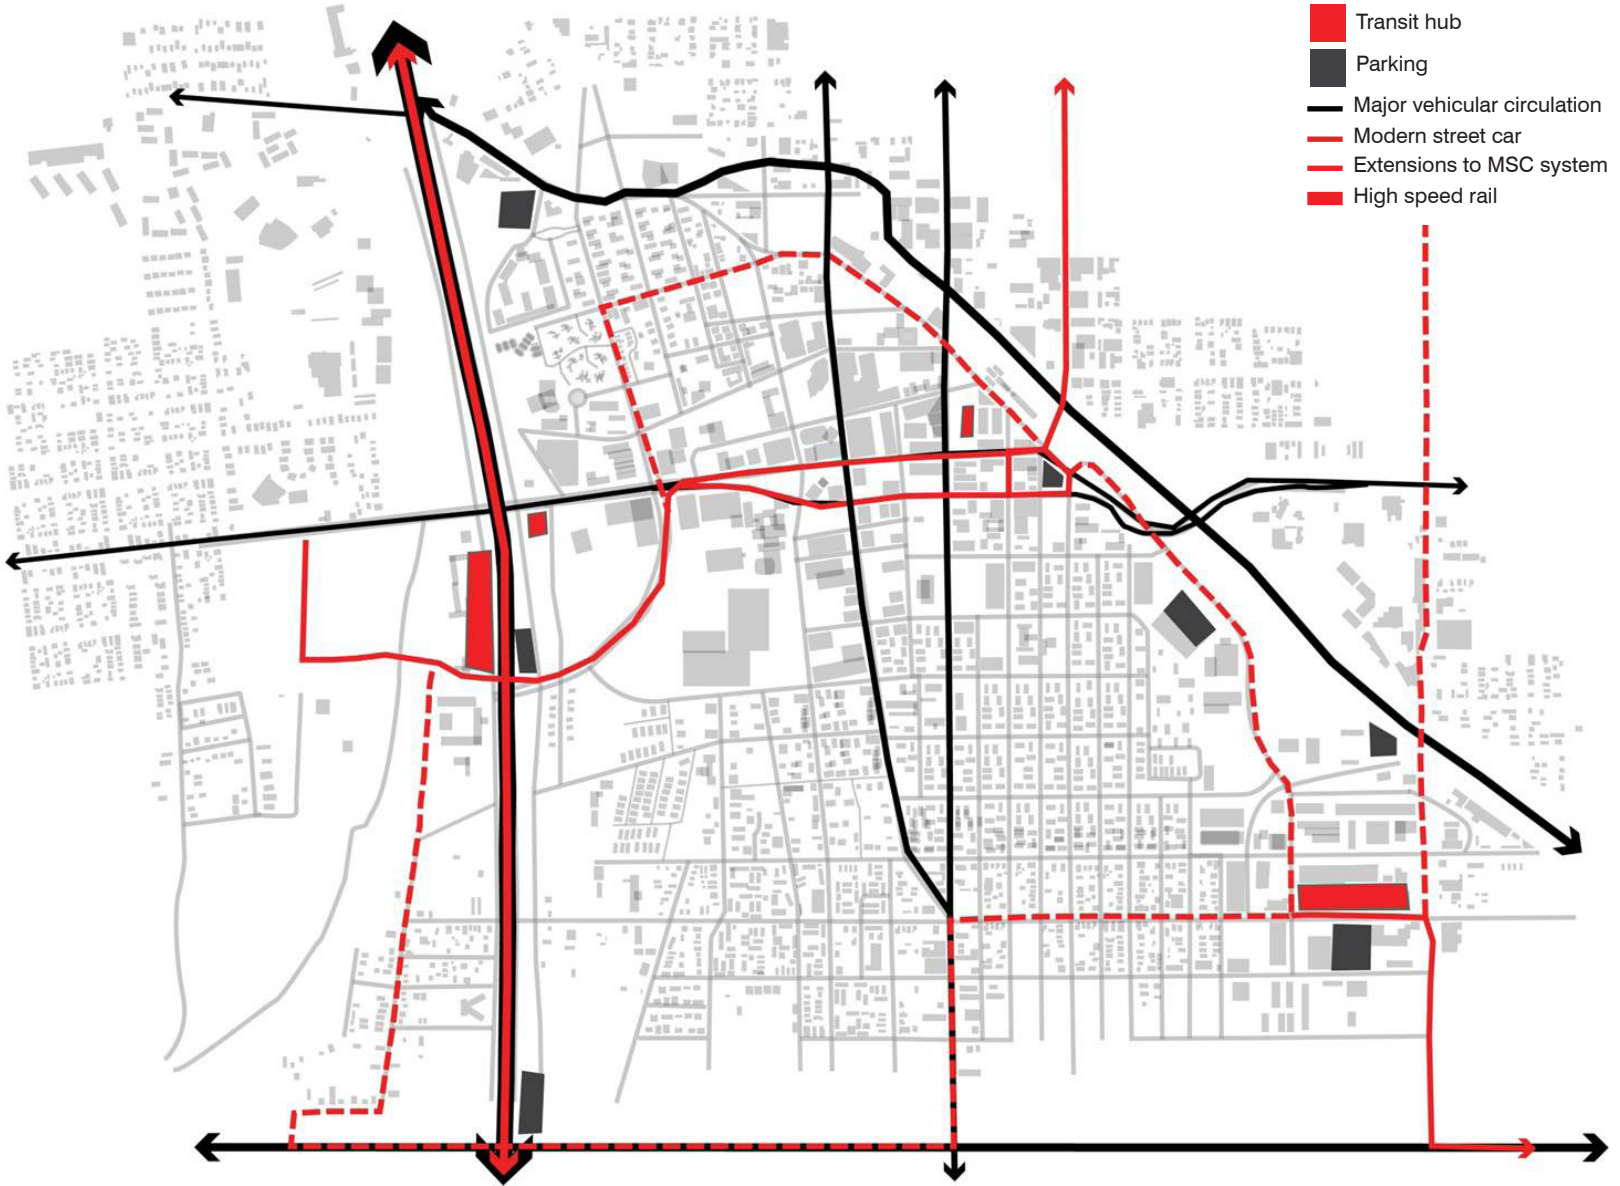 Transit hub
Parking
Major vehicular circulation
Modern street car
Extensions to MSC system
High speed rail